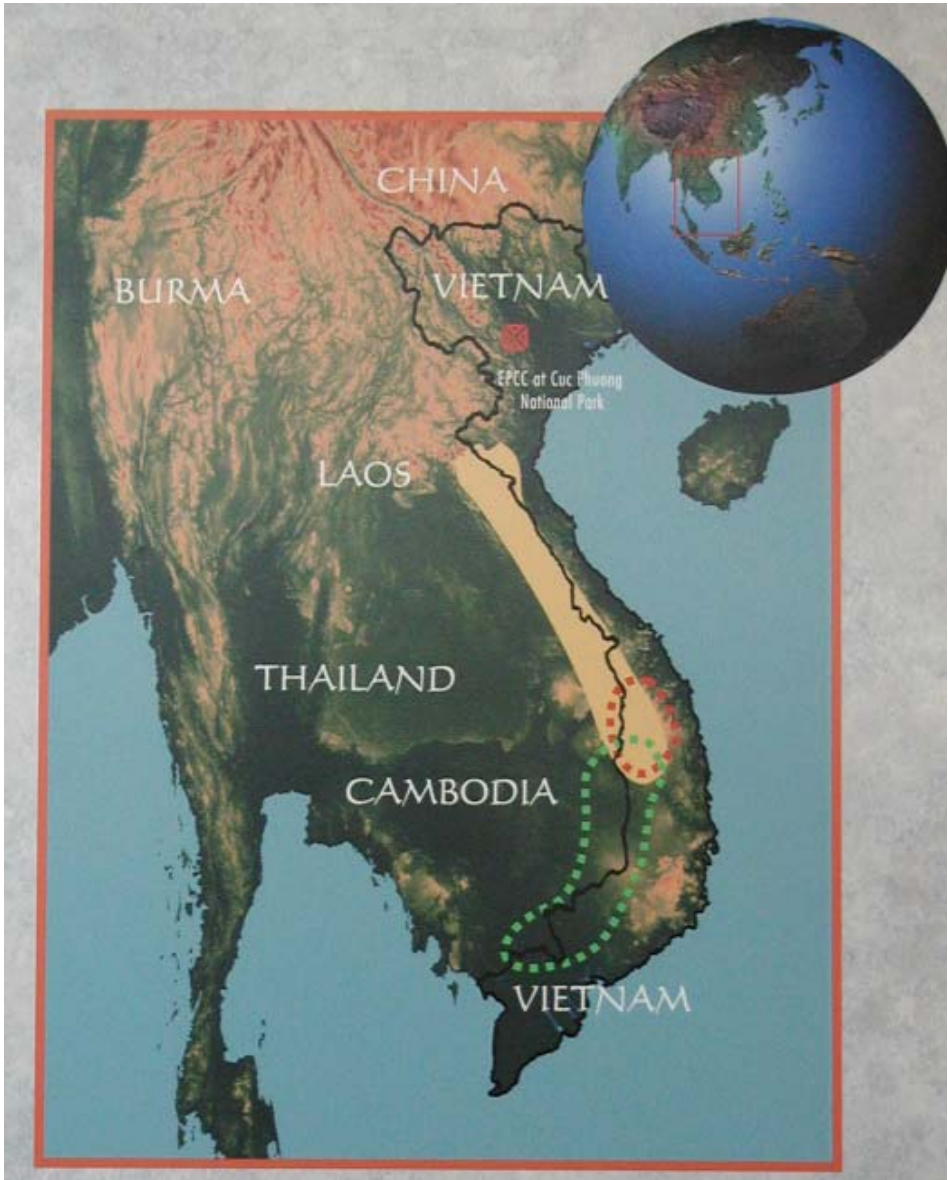 CHINA
BURMA
VIETNAM
EPCC at Cuc Phuong
National Park
LAOS
THAILAND
CAMBODIA
VIETNAM